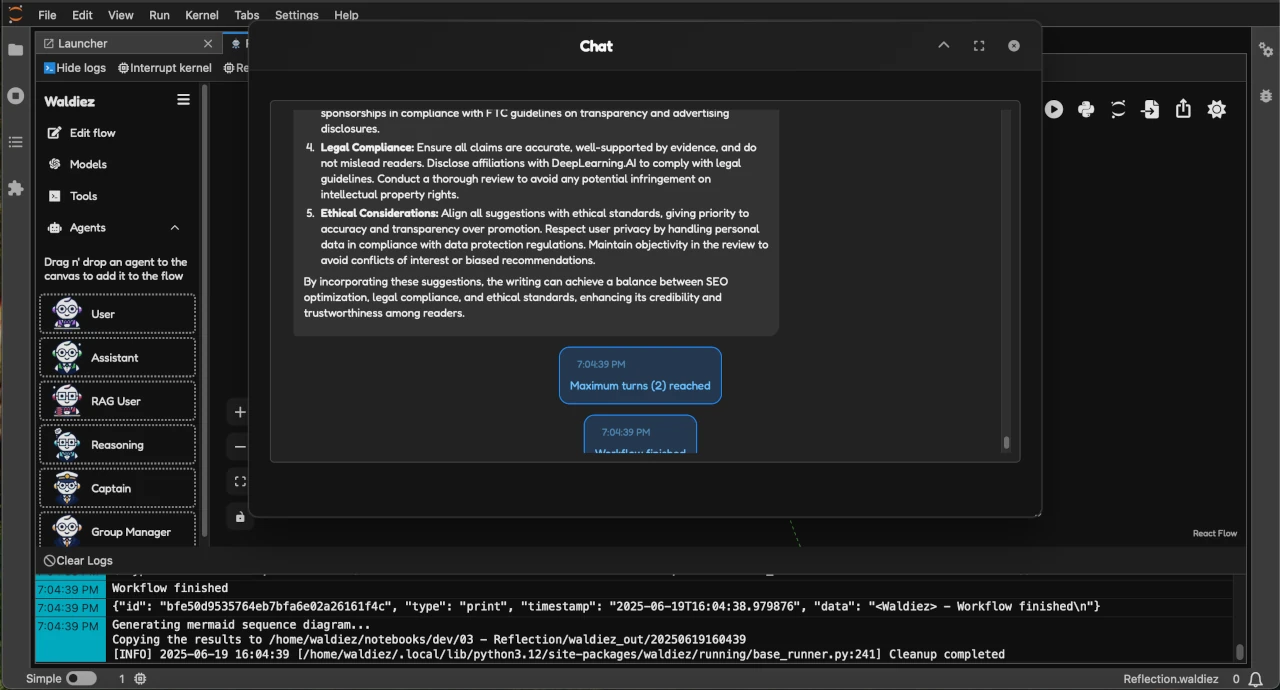 File Edit View Run Kernel Tabs Settings Help
Launcher
Hide logs Interrupt kernel
Waldiez
Edit flow
Models
Tools
Agents
Drag n' drop an agent to the
canvas to add it to the flow
User
Assistant
RAG User
Reasoning
Captain
Group Manager
Chat
sponsorships in compliance with FTC guidelines on transparency and advertising
disclosures.
4. Legal Compliance: Ensure all claims are accurate, well-supported by evidence, and do
not mislead readers. Disclose affiliations with DeepLearning.AI to comply with legal
guidelines. Conduct a thorough review to avoid any potential infringement on
intellectual property rights.
5. Ethical Considerations: Align all suggestions with ethical standards, giving priority to
accuracy and transparency over promotion. Respect user privacy by handling personal
data in compliance with data protection regulations. Maintain objectivity in the review to
avoid conflicts of interest or biased recommendations.
By incorporating these suggestions, the writing can achieve a balance between SEO
optimization, legal compliance, and ethical standards, enhancing its credibility and
trustworthiness among readers.
7:04:39 PM
Maximum turns (2) reached
7:04:39 PM
Workflow finished
React Flow
Clear Logs
7:04:39 PM Workflow finished
7:04:39 PM {"id": "bfe50d9535764eb7bfa6e02a26161f4c", "type": "print", "timestamp": "2025-06-19T16:04:38.979876", "data": "<Waldiez> - Workflow finished\n"}
7:04:39 PM Generating mermaid sequence diagram...
Copying the results to /home/waldiez/notebooks/dev/03 - Reflection/waldiez_out/20250619160439
[INFO] 2025-06-19 16:04:39 [/home/waldiez/.local/lib/python3.12/site-packages/waldiez/running/base_runner.py:241] Cleanup completed
Simple 1 Reflection.waldiez 0